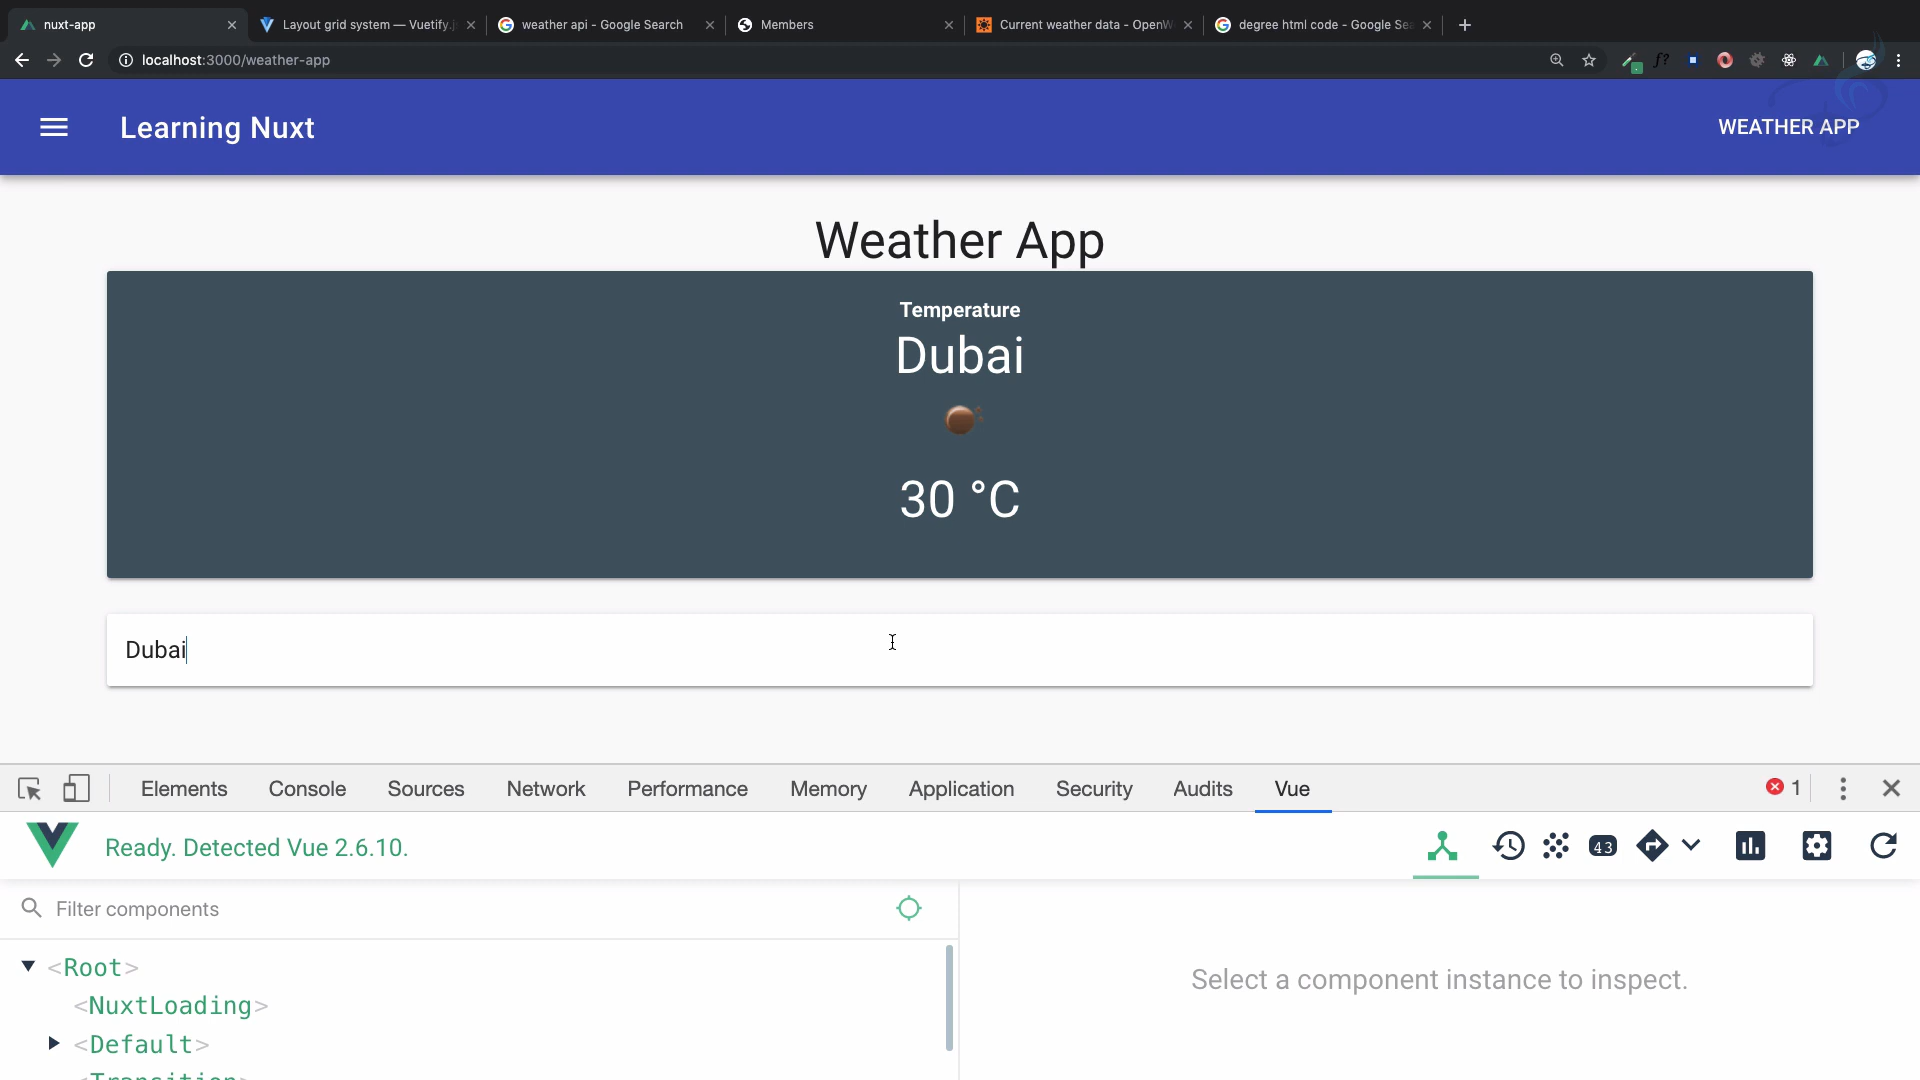 nuxt-app
Layout grid system — Vuetify.j
weather api - Google Search
Members
Current weather data - OpenW
degree html code - Google Sea
localhost:3000/weather-app
f?
Learning Nuxt
WEATHER APP
Weather App
Temperature
Dubai
30 °C
Dubai
Elements
Console
Sources
Network
Performance
Memory
Application
Security
Audits
Vue
1
Ready. Detected Vue 2.6.10.
43
Filter components
<Root>
<NuxtLoading>
<Default>
Select a component instance to inspect.